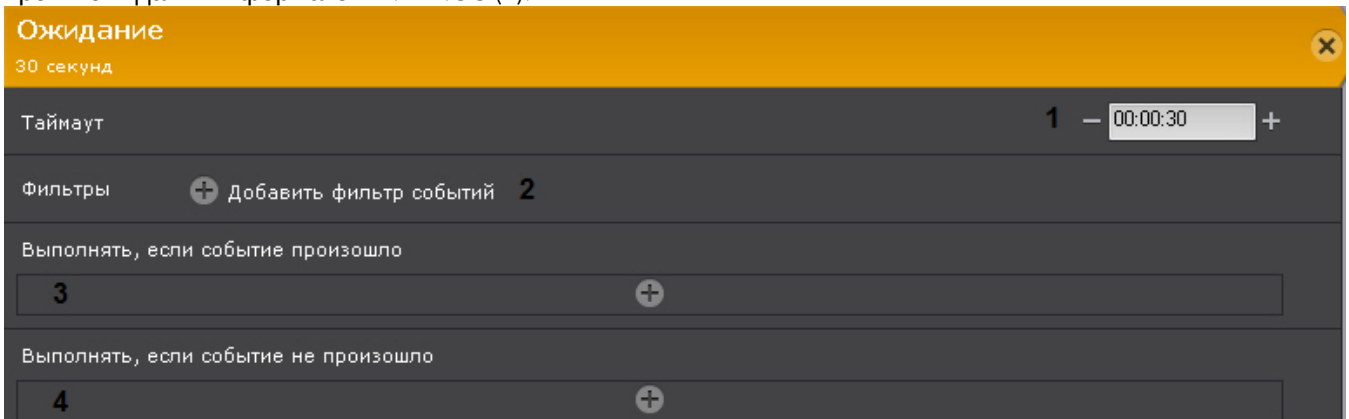 Ожидание
30 секунд
Таймаут 1 − 00:00:30 +
Фильтры + Добавить фильтр событий 2
Выполнять, если событие произошло
3 +
Выполнять, если событие не произошло
4 +